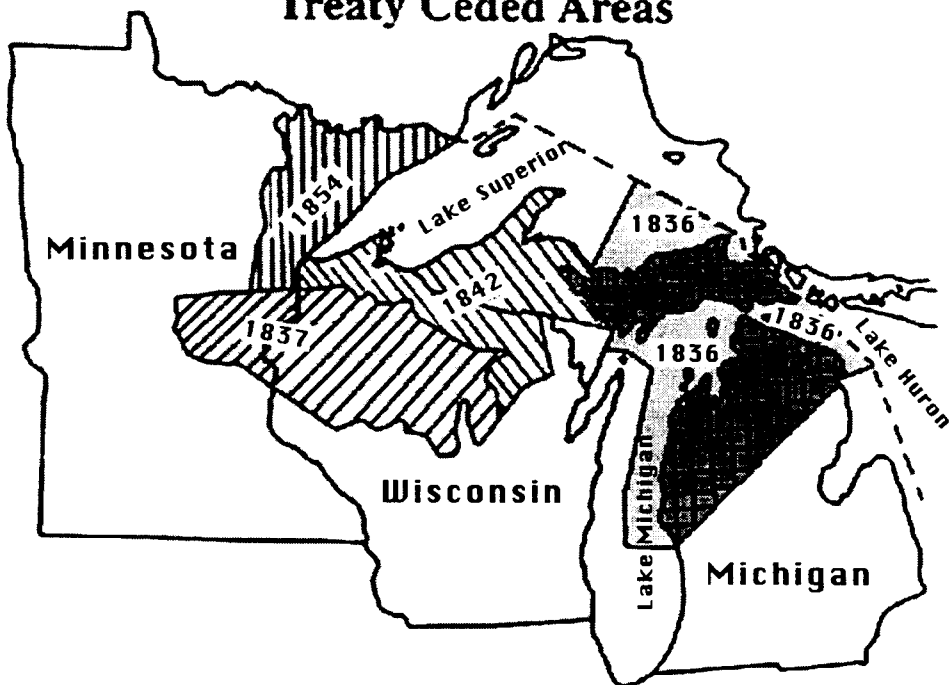 Treaty Ceded Areas
1854
Lake Superior
1836
Minnesota
1842
1837
1836
1836
Lake Huron
Wisconsin
Lake Michigan
Michigan